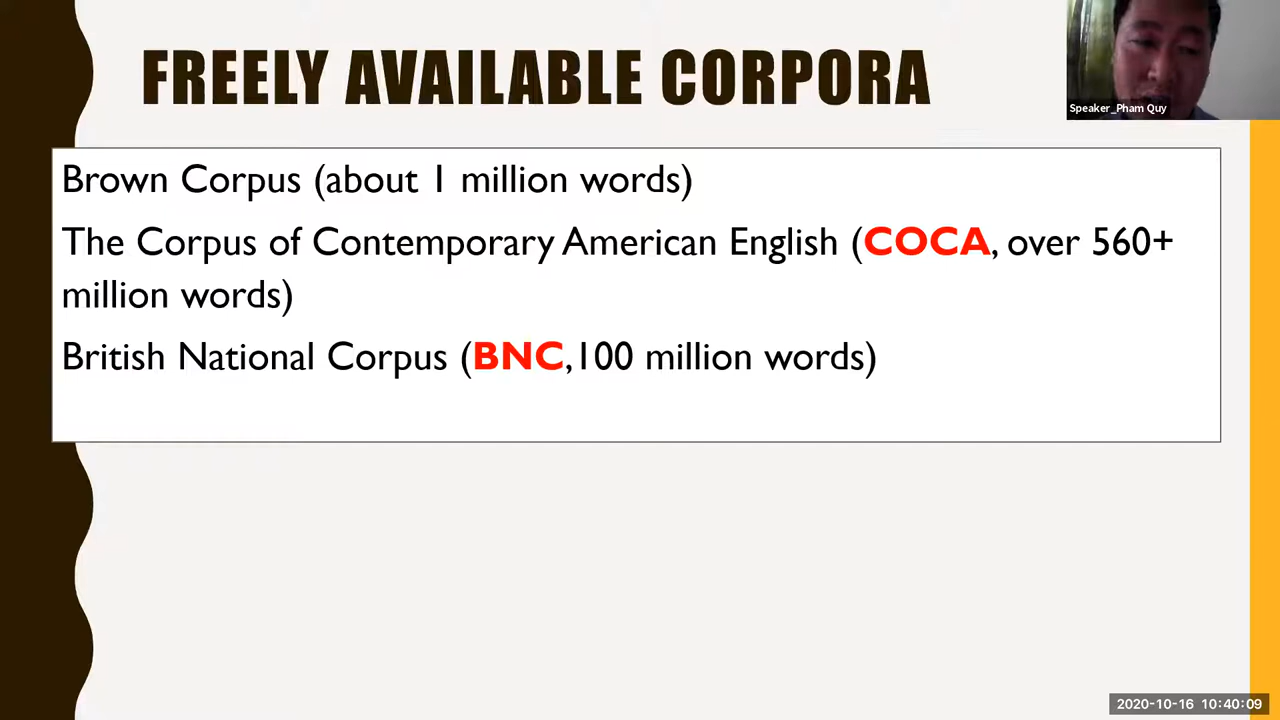 FREELY AVAILABLE CORPORA
Speaker_Pham Quy
Brown Corpus (about 1 million words)
The Corpus of Contemporary American English (COCA, over 560+
million words)
British National Corpus (BNC,100 million words)
2020-10-16 10:40:09